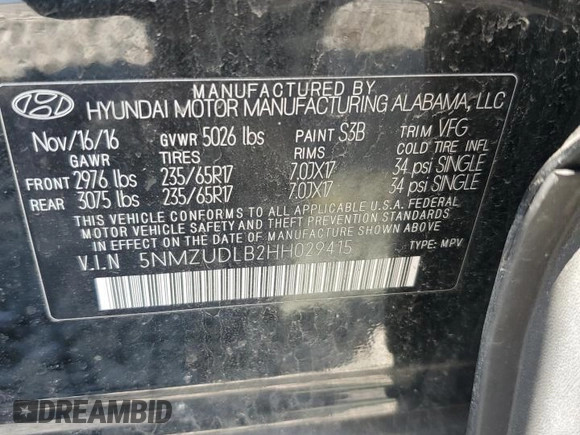 MANUFACTURED BY
HYUNDAI MOTOR MANUFACTURING ALABAMA, LLC
Nov/16/16 GVWR 5026 lbs PAINT S3B TRIM VFG
GAWR TIRES RIMS COLD TIRE INFL
FRONT 2976 lbs 235/65R17 7.0JX17 34 psi SINGLE
REAR 3075 lbs 235/65R17 7.0JX17 34 psi SINGLE
THIS VEHICLE CONFORMS TO ALL APPLICABLE U.S.A. FEDERAL
MOTOR VEHICLE SAFETY AND THEFT PREVENTION STANDARDS
IN EFFECT ON THE DATE OF MANUFACTURE SHOWN ABOVE
V.I.N 5NMZUDLB2HH029415 TYPE: MPV
DREAMBID